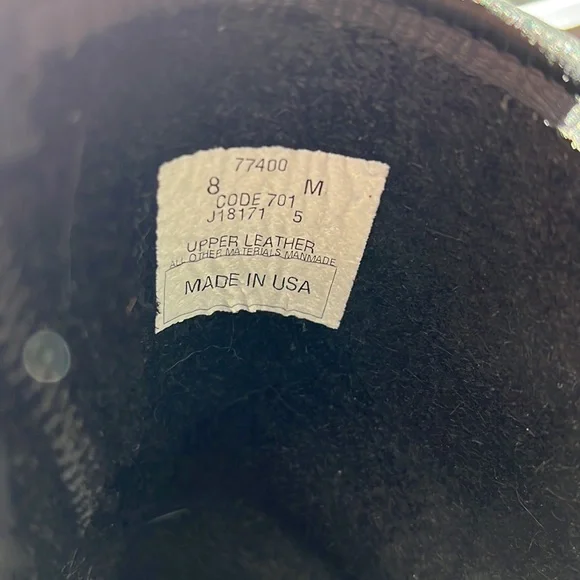 77400
8 M
CODE 701
J18171 5
UPPER LEATHER
ALL OTHER MATERIALS MANMADE
MADE IN USA